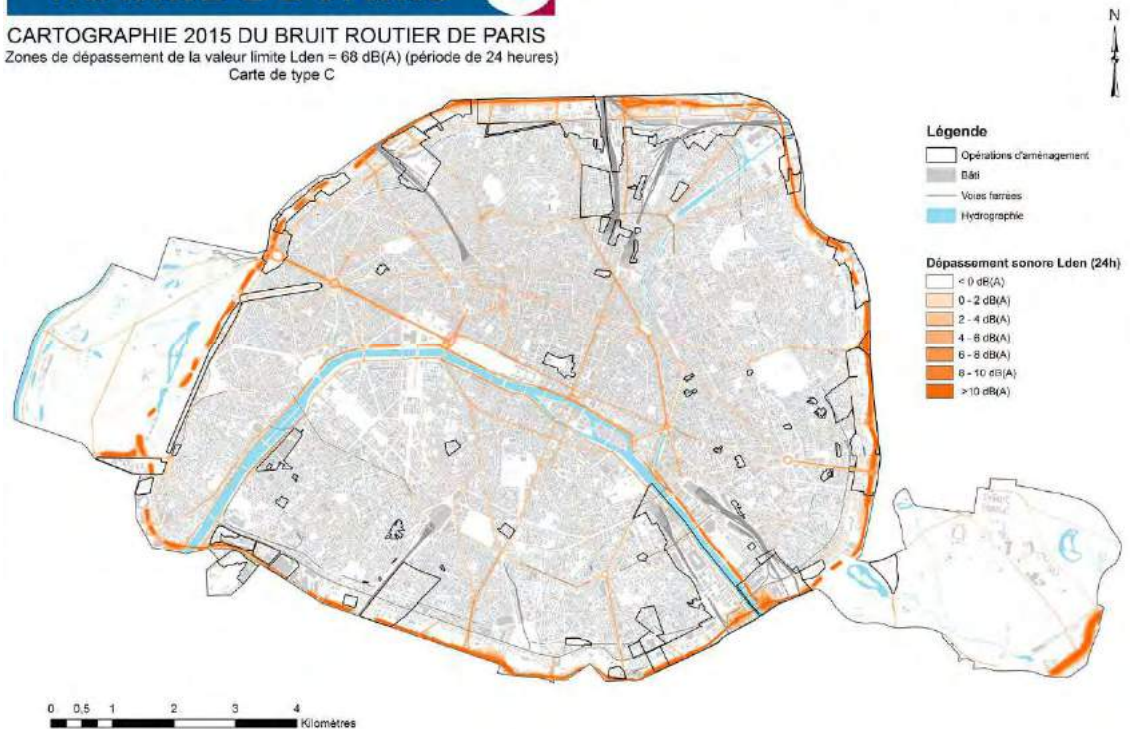 CARTOGRAPHIE 2015 DU BRUIT ROUTIER DE PARIS
Zones de dépassement de la valeur limite Lden = 68 dB(A) (période de 24 heures)
Carte de type C
N
Légende
Opérations d'aménagement
Bâti
Voies ferrées
Hydrographie
Dépassement sonore Lden (24h)
< 0 dB(A)
0 - 2 dB(A)
2 - 4 dB(A)
4 - 6 dB(A)
6 - 8 dB(A)
8 - 10 dB(A)
>10 dB(A)
0 0,5 1 2 3 4
Kilomètres